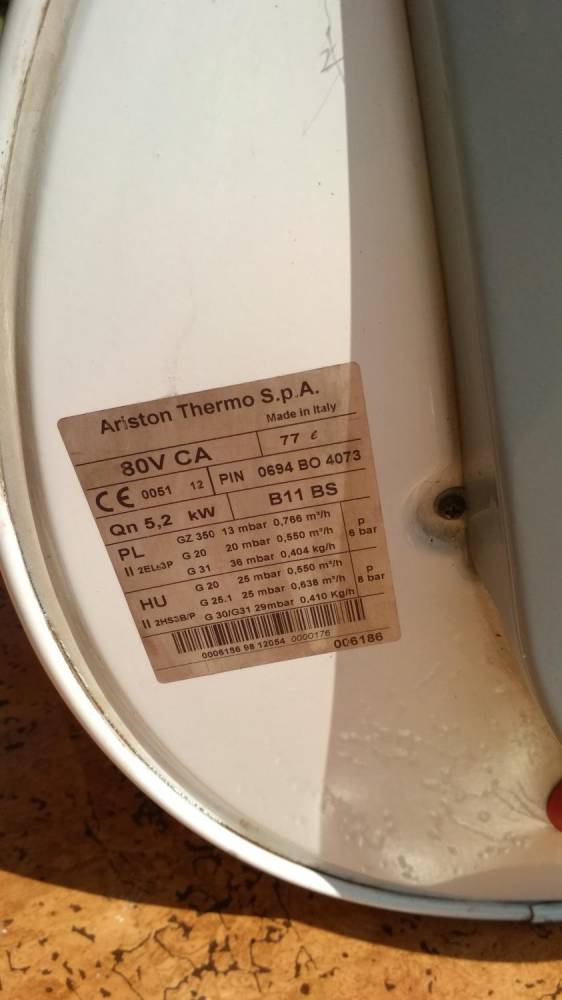 Ariston Thermo S.p.A.
Made in Italy
80V CA 77 ℓ
CE 0051 12 PIN 0694 BO 4073
Qn 5,2 kW B11 BS
PL GZ 350 13 mbar 0,766 m³/h
II 2ELs3P G 20 20 mbar 0,550 m³/h p
G 31 36 mbar 0,404 kg/h 6 bar
HU G 20 25 mbar 0,550 m³/h
II 2HS3B/P G 25.1 25 mbar 0,638 m³/h p
G 30/G31 29mbar 0,410 Kg/h 8 bar
0006186 98 12054 0000176
006186